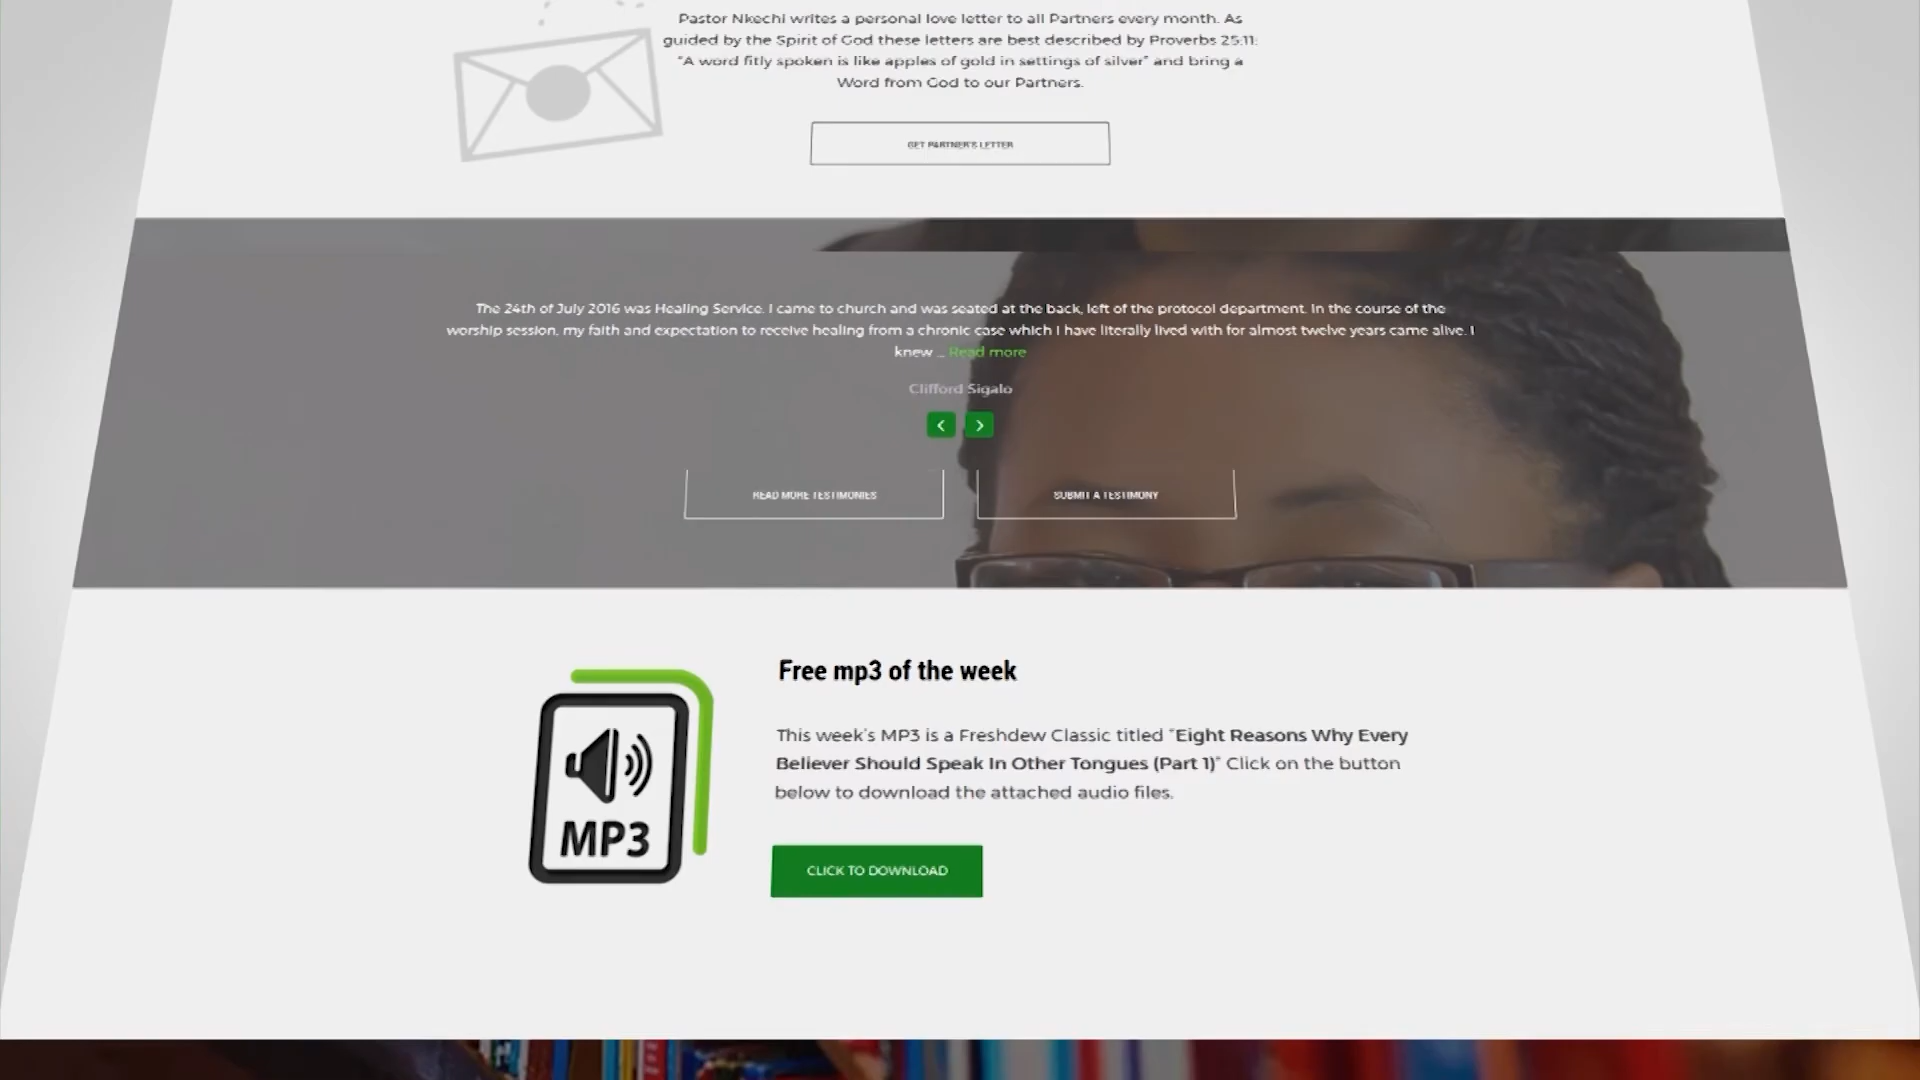 Pastor Nkechi writes a personal love letter to all Partners every month. As
guided by the Spirit of God these letters are best described by Proverbs 25:11:
"A word fitly spoken is like apples of gold in settings of silver" and bring a
Word from God to our Partners.
GET PARTNER'S LETTER
The 24th of July 2016 was Healing Service. I came to church and was seated at the back, left of the protocol department. In the course of the
worship session, my faith and expectation to receive healing from a chronic case which I have literally lived with for almost twelve years came alive. I
knew ... Read more
Clifford Sigalo
READ MORE TESTIMONIES SUBMIT A TESTIMONY
Free mp3 of the week
This week's MP3 is a Freshdew Classic titled "Eight Reasons Why Every
Believer Should Speak In Other Tongues (Part 1)" Click on the button
below to download the attached audio files.
MP3
CLICK TO DOWNLOAD